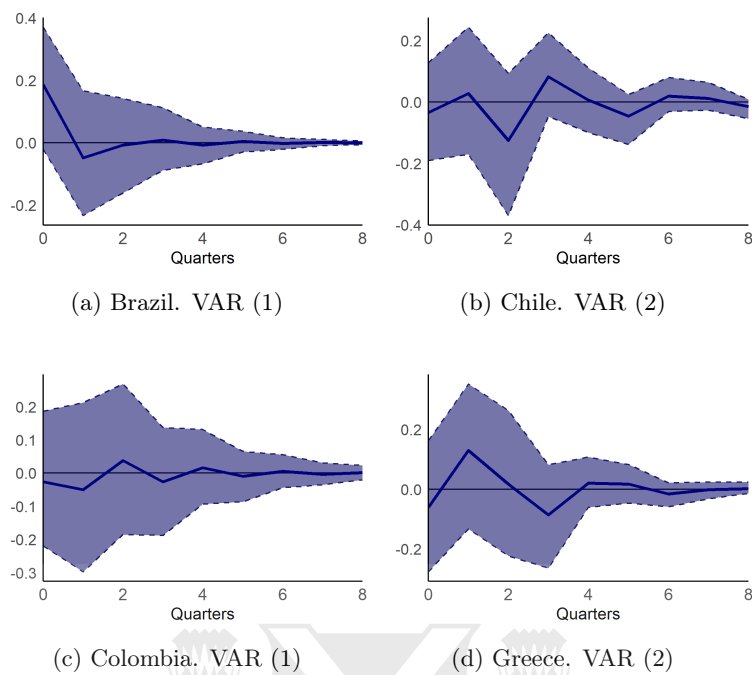 0.4
0.2
0.0
-0.2
0 2 4 6 8
Quarters
(a) Brazil. VAR (1)
0.2
0.0
-0.2
-0.4
0 2 4 6 8
Quarters
(b) Chile. VAR (2)
0.2
0.1
0.0
-0.1
-0.2
-0.3
0 2 4 6 8
Quarters
(c) Colombia. VAR (1)
0.2
0.0
-0.2
0 2 4 6 8
Quarters
(d) Greece. VAR (2)